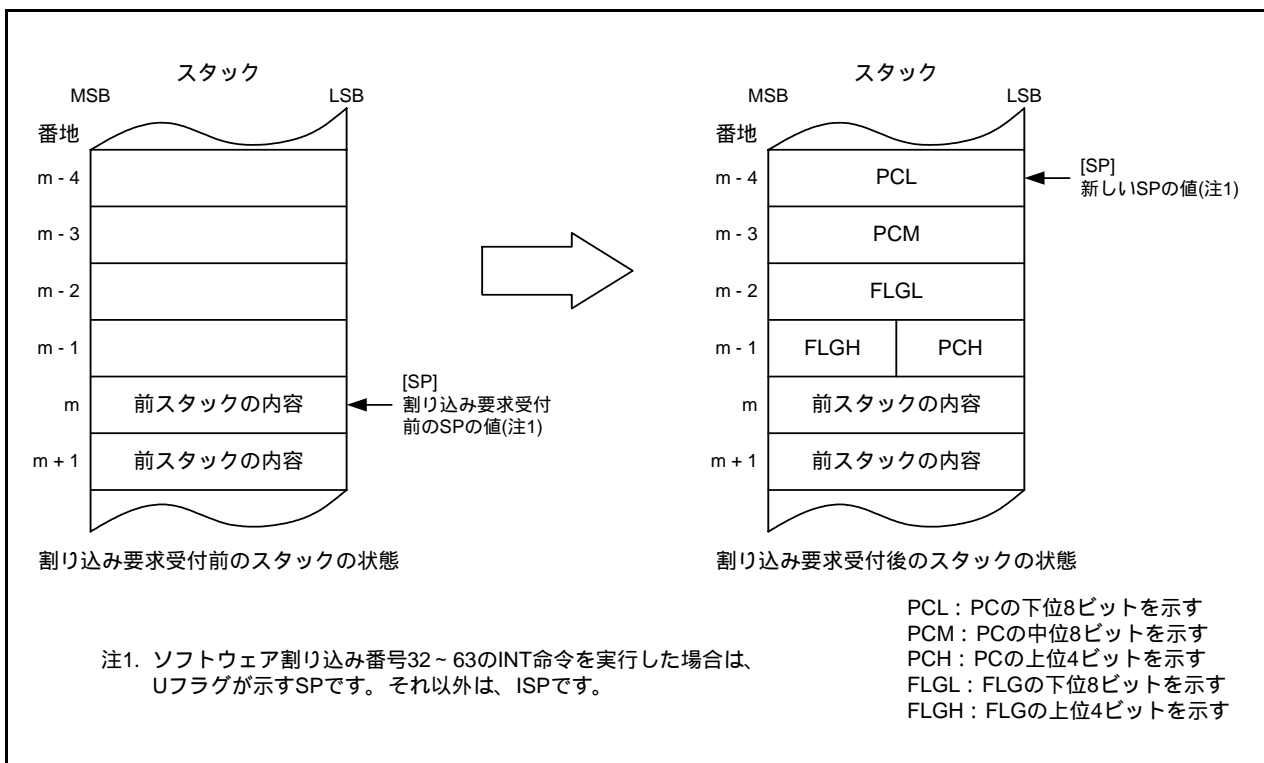 スタック
MSB LSB
番地
m - 4
m - 3
m - 2
m - 1
m 前スタックの内容
[SP]
割り込み要求受付
前のSPの値(注1)
m + 1 前スタックの内容
割り込み要求受付前のスタックの状態
スタック
MSB LSB
番地
m - 4 PCL
[SP]
新しいSPの値(注1)
m - 3 PCM
m - 2 FLGL
m - 1 FLGH PCH
m 前スタックの内容
m + 1 前スタックの内容
割り込み要求受付後のスタックの状態
PCL : PCの下位8ビットを示す
PCM : PCの中位8ビットを示す
PCH : PCの上位4ビットを示す
FLGL : FLGの下位8ビットを示す
FLGH : FLGの上位4ビットを示す
注1. ソフトウェア割り込み番号32~63のINT命令を実行した場合は、
Uフラグが示すSPです。それ以外は、ISPです。